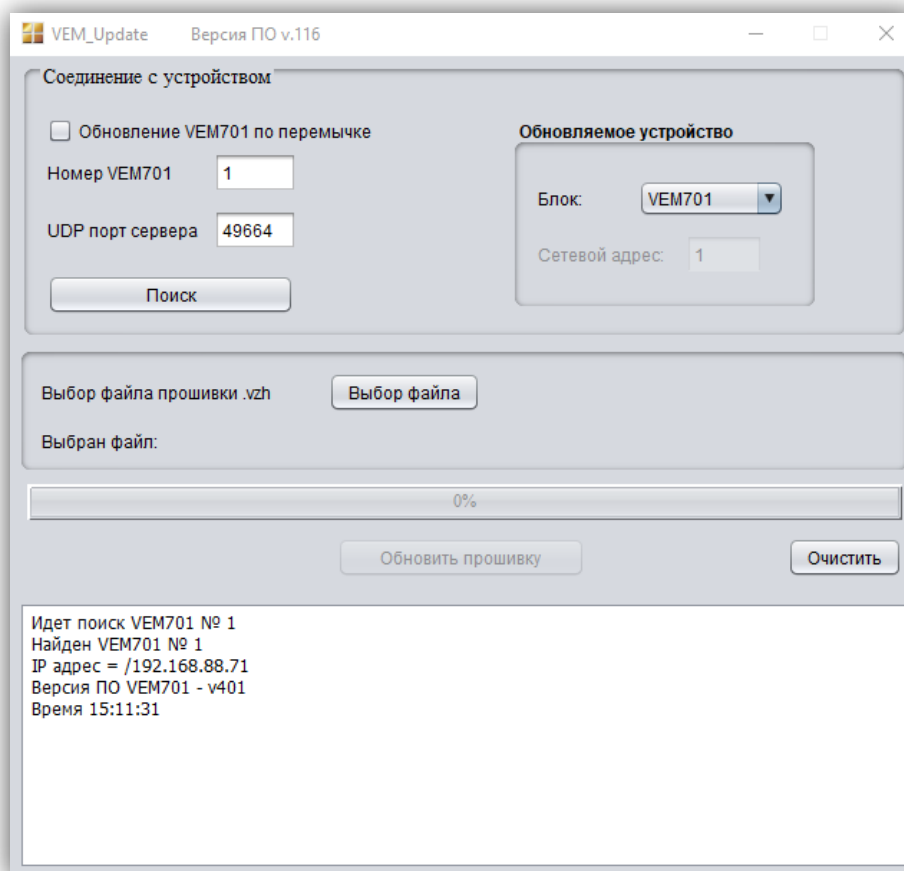 VEM_Update Версия ПО v.116
Соединение с устройством
Обновление VEM701 по перемычке
Номер VEM701 1
UDP порт сервера 49664
Поиск
Обновляемое устройство
Блок: VEM701
Сетевой адрес: 1
Выбор файла прошивки .vzh Выбор файла
Выбран файл:
0%
Обновить прошивку Очистить
Идет поиск VEM701 № 1
Найден VEM701 № 1
IP адрес = /192.168.88.71
Версия ПО VEM701 - v401
Время 15:11:31